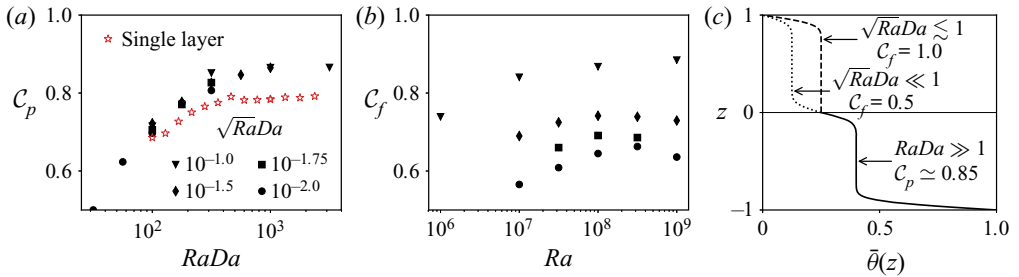 (a)
1.0
0.8
0.6
C_p
☆ Single layer
√RaDa
▼ 10^{-1.0} ■ 10^{-1.75}
♦ 10^{-1.5} ● 10^{-2.0}
10^2 10^3
RaDa
(b)
1.0
0.8
0.6
C_f
10^6 10^7 10^8 10^9
Ra
(c)
1
z 0
−1
√RaDa ≲ 1
C_f = 1.0
√RaDa ≪ 1
C_f = 0.5
RaDa ≫ 1
C_p ≃ 0.85
0 0.5 1.0
θ̄(z)